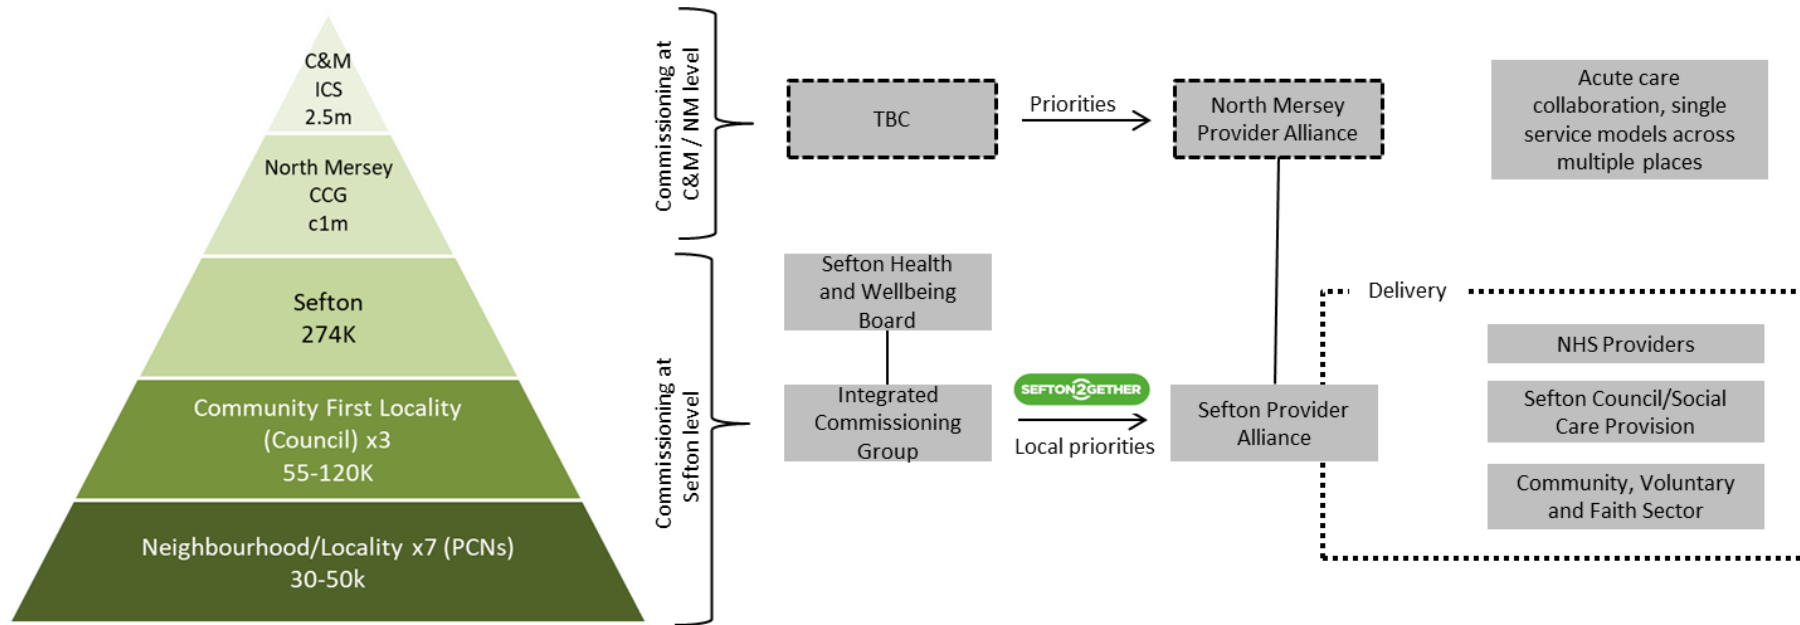 C&M
ICS
2.5m
North Mersey
CCG
c1m
Sefton
274K
Community First Locality
(Council) x3
55-120K
Neighbourhood/Locality x7 (PCNs)
30-50k
Commissioning at
C&M / NM level
TBC
Priorities
North Mersey
Provider Alliance
Acute care
collaboration, single
service models across
multiple places
Commissioning at
Sefton level
Sefton Health
and Wellbeing
Board
Integrated
Commissioning
Group
SEFTON2GETHER
Local priorities
Sefton Provider
Alliance
Delivery
NHS Providers
Sefton Council/Social
Care Provision
Community, Voluntary
and Faith Sector